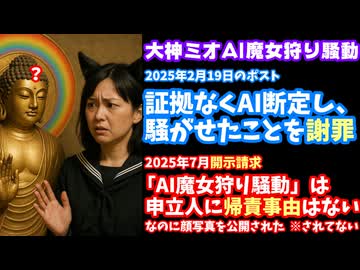 大神ミオAI魔女狩り騒動
2025年2月19日のポスト
証拠なくAI断定し、
騒がせたことを謝罪
2025年7月開示請求
「AI魔女狩り騒動」は
申立人に帰責事由はない
なのに顔写真を公開された ※されてない
?